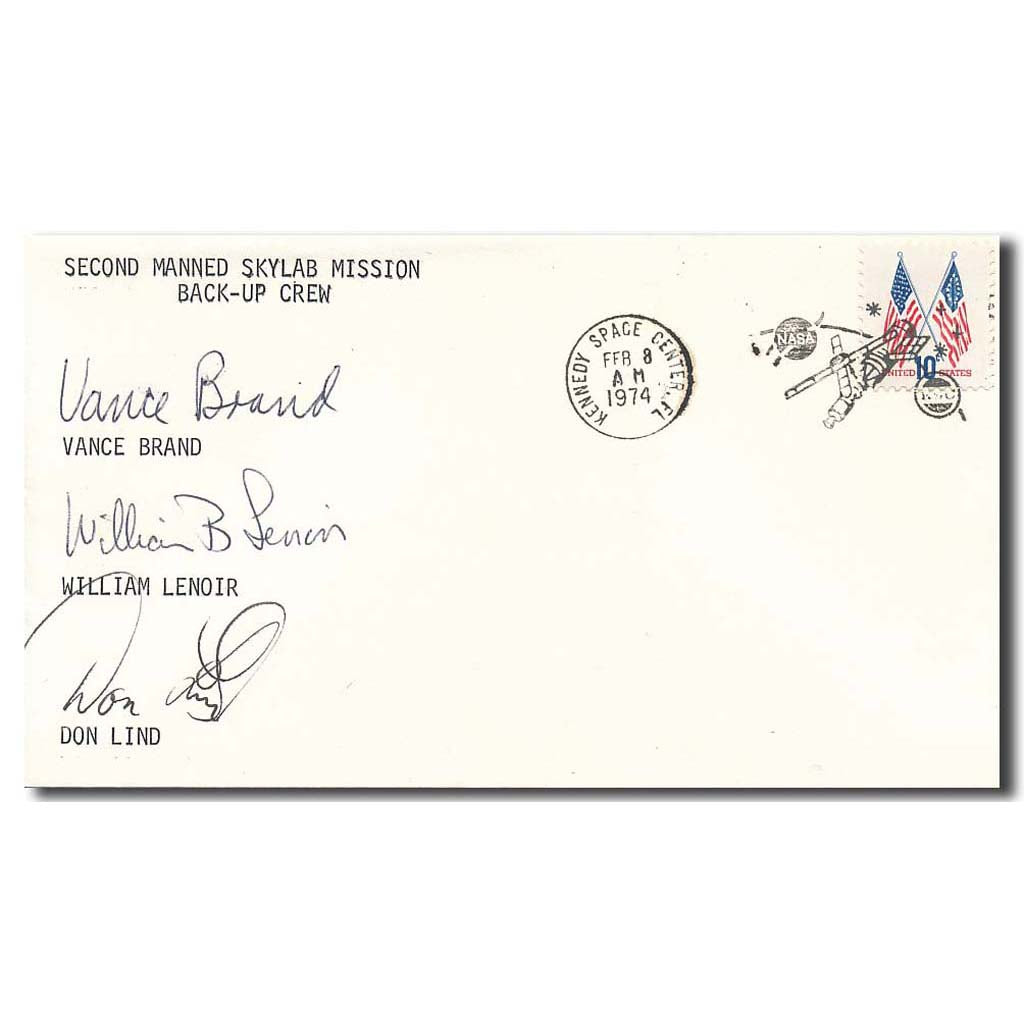 SECOND MANNED SKYLAB MISSION
BACK-UP CREW
Vance Brand
VANCE BRAND
William B Lenoir
WILLIAM LENOIR
Don Lind
DON LIND
KENNEDY SPACE CENTER, FL
FEB 8
AM
1974
NASA
10
UNITED STATES
KSC